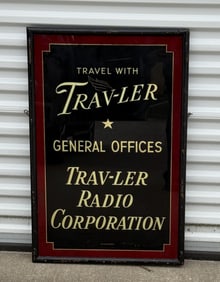 TRAVEL WITH
TRAV-LER
GENERAL OFFICES
TRAV-LER
RADIO
CORPORATION